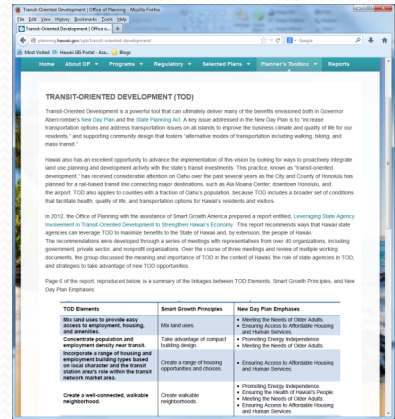 Transit-Oriented Development | Office of Planning - Mozilla Firefox
File Edit View History Bookmarks Tools Help
Transit-Oriented Development | Office o...
planning.hawaii.gov/spb/transit-oriented-development/
Google
Most Visited
Hawaii GIS Portal - Aca...
Blogs
Home About OP Programs Regulatory Selected Plans Planner's Toolbox Reports
TRANSIT-ORIENTED DEVELOPMENT (TOD)
Transit-Oriented Development is a powerful tool that can ultimately deliver many of the benefits envisioned both in Governor
Abercrombie's New Day Plan and the State Planning Act. A key issue addressed in the New Day Plan is to "increase
transportation options and address transportation issues on all islands to improve the business climate and quality of life for our
residents," and supporting community design that fosters "alternative modes of transportation including walking, biking, and
mass transit."
Hawaii also has an excellent opportunity to advance the implementation of this vision by looking for ways to proactively integrate
land use planning and development activity with the state's transit investments. This practice, known as "transit-oriented
development," has received considerable attention on Oahu over the past several years as the City and County of Honolulu has
planned for a rail-based transit line connecting major destinations, such as Ala Moana Center, downtown Honolulu, and
the airport. TOD also applies to counties with a fraction of Oahu's population, because TOD includes a broader set of conditions
that facilitate health, quality of life, and transportation options for Hawaii's residents and visitors.
In 2012, the Office of Planning with the assistance of Smart Growth America prepared a report entitled, Leveraging State Agency
Involvement in Transit-Oriented Development to Strengthen Hawaii's Economy. This report recommends ways that Hawaii state
agencies can leverage TOD to maximize benefits to the State of Hawaii and, by extension, the people of Hawaii.
The recommendations were developed through a series of meetings with representatives from over 40 organizations, including
government, private sector, and nonprofit organizations. Over the course of three meetings and review of multiple working
documents, the group discussed the meaning and importance of TOD in the context of Hawaii, the role of state agencies in TOD,
and strategies to take advantage of new TOD opportunities.
Page 6 of the report, reproduced below, is a summary of the linkages between TOD Elements, Smart Growth Principles, and New
Day Plan Emphases:
TOD Elements Smart Growth Principles New Day Plan Emphases
Mix land uses to provide easy
access to employment, housing,
and amenities.
Mix land uses.
• Meeting the Needs of Older Adults.
• Ensuring Access to Affordable Housing
and Human Services.
Concentrate population and
employment density near transit.
Take advantage of compact
building design.
• Promoting Energy Independence.
• Meeting the Needs of Older Adults.
Incorporate a range of housing and
employment building types based
on local character and the transit
station area's role within the transit
network market area.
Create a range of housing
opportunities and choices.
• Ensuring Access to Affordable Housing
and Human Services.
Create a well-connected, walkable
neighborhood.
Create walkable
neighborhoods.
• Promoting Energy Independence.
• Ensuring the Health of Hawaii's People.
• Meeting the Needs of Older Adults.
• Ensuring Access to Affordable Housing
and Human Services.